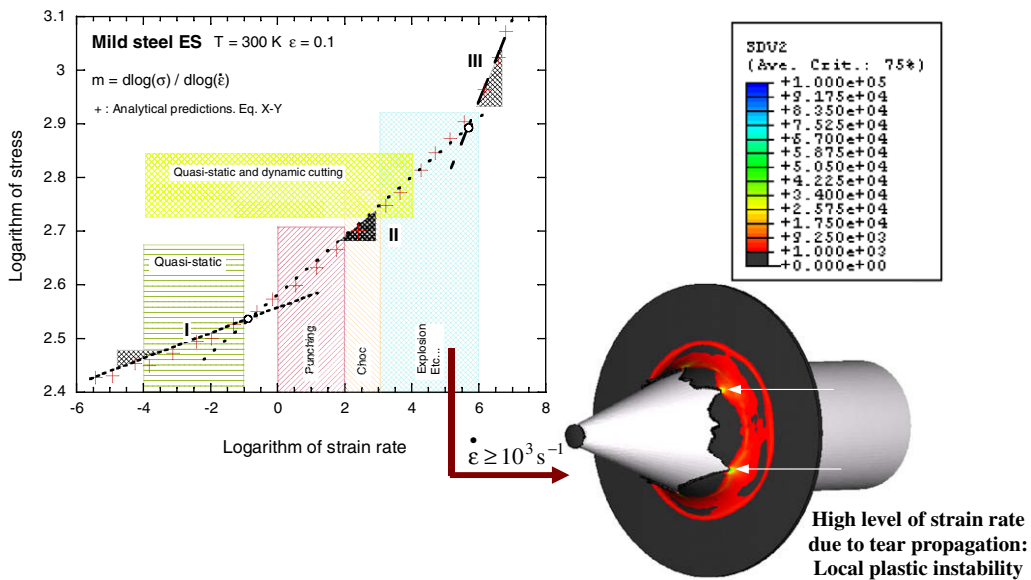 Mild steel ES T = 300 K ε = 0.1
m = dlog(σ) / dlog(ε̇)
+ : Analytical predictions. Eq. X-Y
III
Quasi-static and dynamic cutting
II
Quasi-static
I
Punching
Choc
Explosion
Etc...
3.1
3
2.9
2.8
2.7
2.6
2.5
2.4
Logarithm of stress
-6 -4 -2 0 2 4 6 8
Logarithm of strain rate
ε̇ ≥ 10³ s⁻¹
SDV2
(Ave. Crit.: 75%)
+1.000e+05
+9.175e+04
+8.350e+04
+7.525e+04
+6.700e+04
+5.875e+04
+5.050e+04
+4.225e+04
+3.400e+04
+2.575e+04
+1.750e+04
+9.250e+03
+1.000e+03
+0.000e+00
High level of strain rate
due to tear propagation:
Local plastic instability